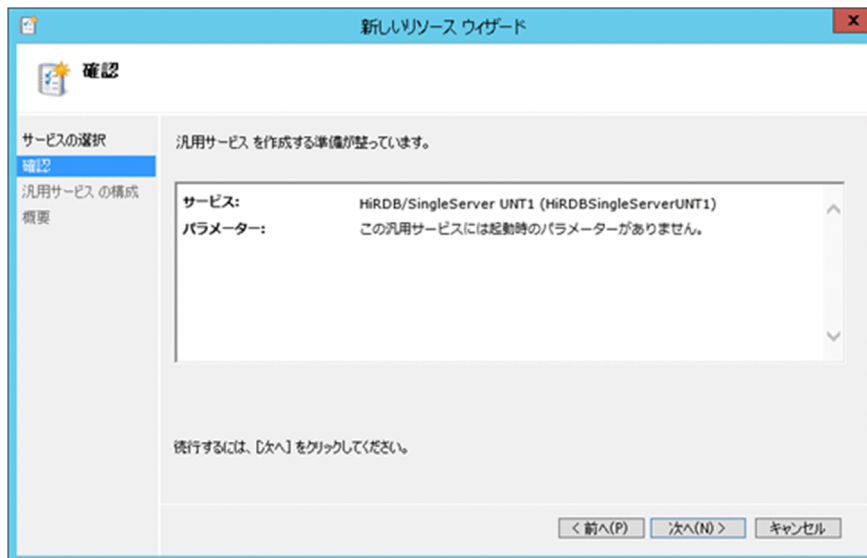 新しいリソース ウィザード
確認
サービスの選択
確認
汎用サービス の構成
概要
汎用サービス を作成する準備が整っています。
サービス: HiRDB/SingleServer UNT1 (HiRDBSingleServerUNT1)
パラメーター: この汎用サービスには起動時のパラメーターがありません。
続行するには、[次へ] をクリックしてください。
< 前へ(P) 次へ(N) > キャンセル